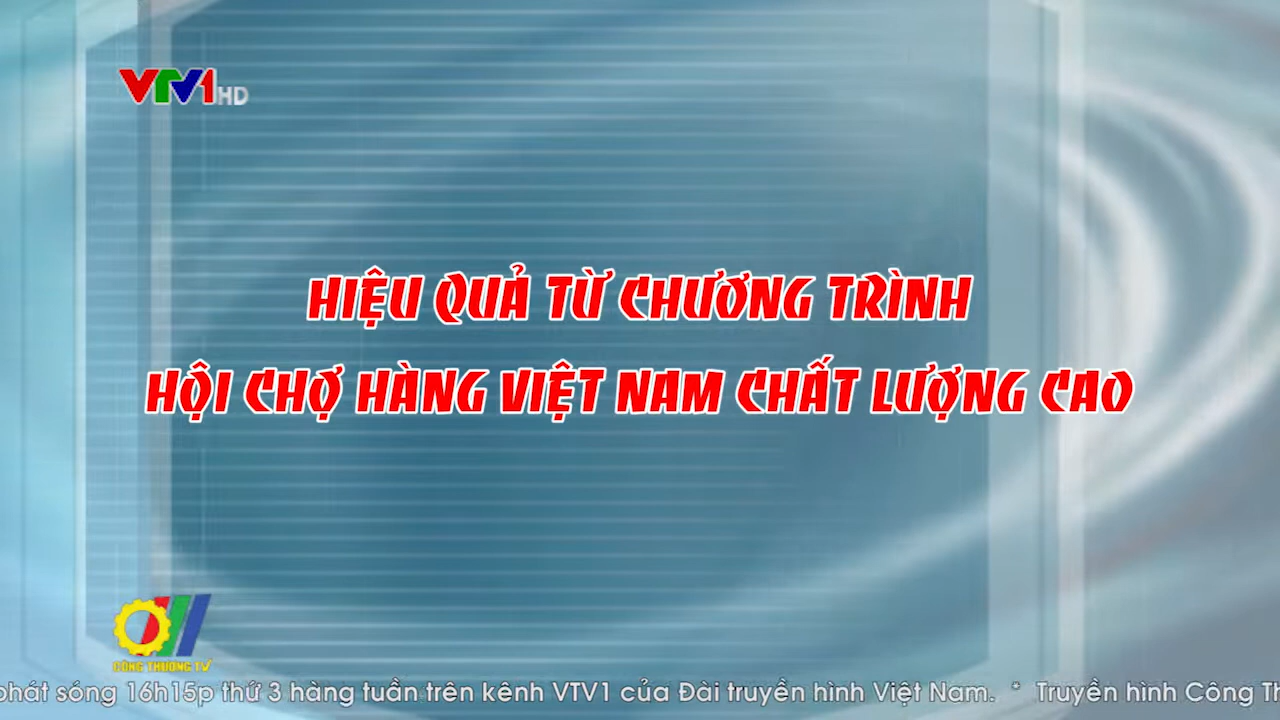 VTV1 HD
HIỆU QUẢ TỪ CHƯƠNG TRÌNH
HỘI CHỢ HÀNG VIỆT NAM CHẤT LƯỢNG CAO
CÔNG THƯƠNG TV
phát sóng 16h15p thứ 3 hàng tuần trên kênh VTV1 của Đài truyền hình Việt Nam. * Truyền hình Công Th